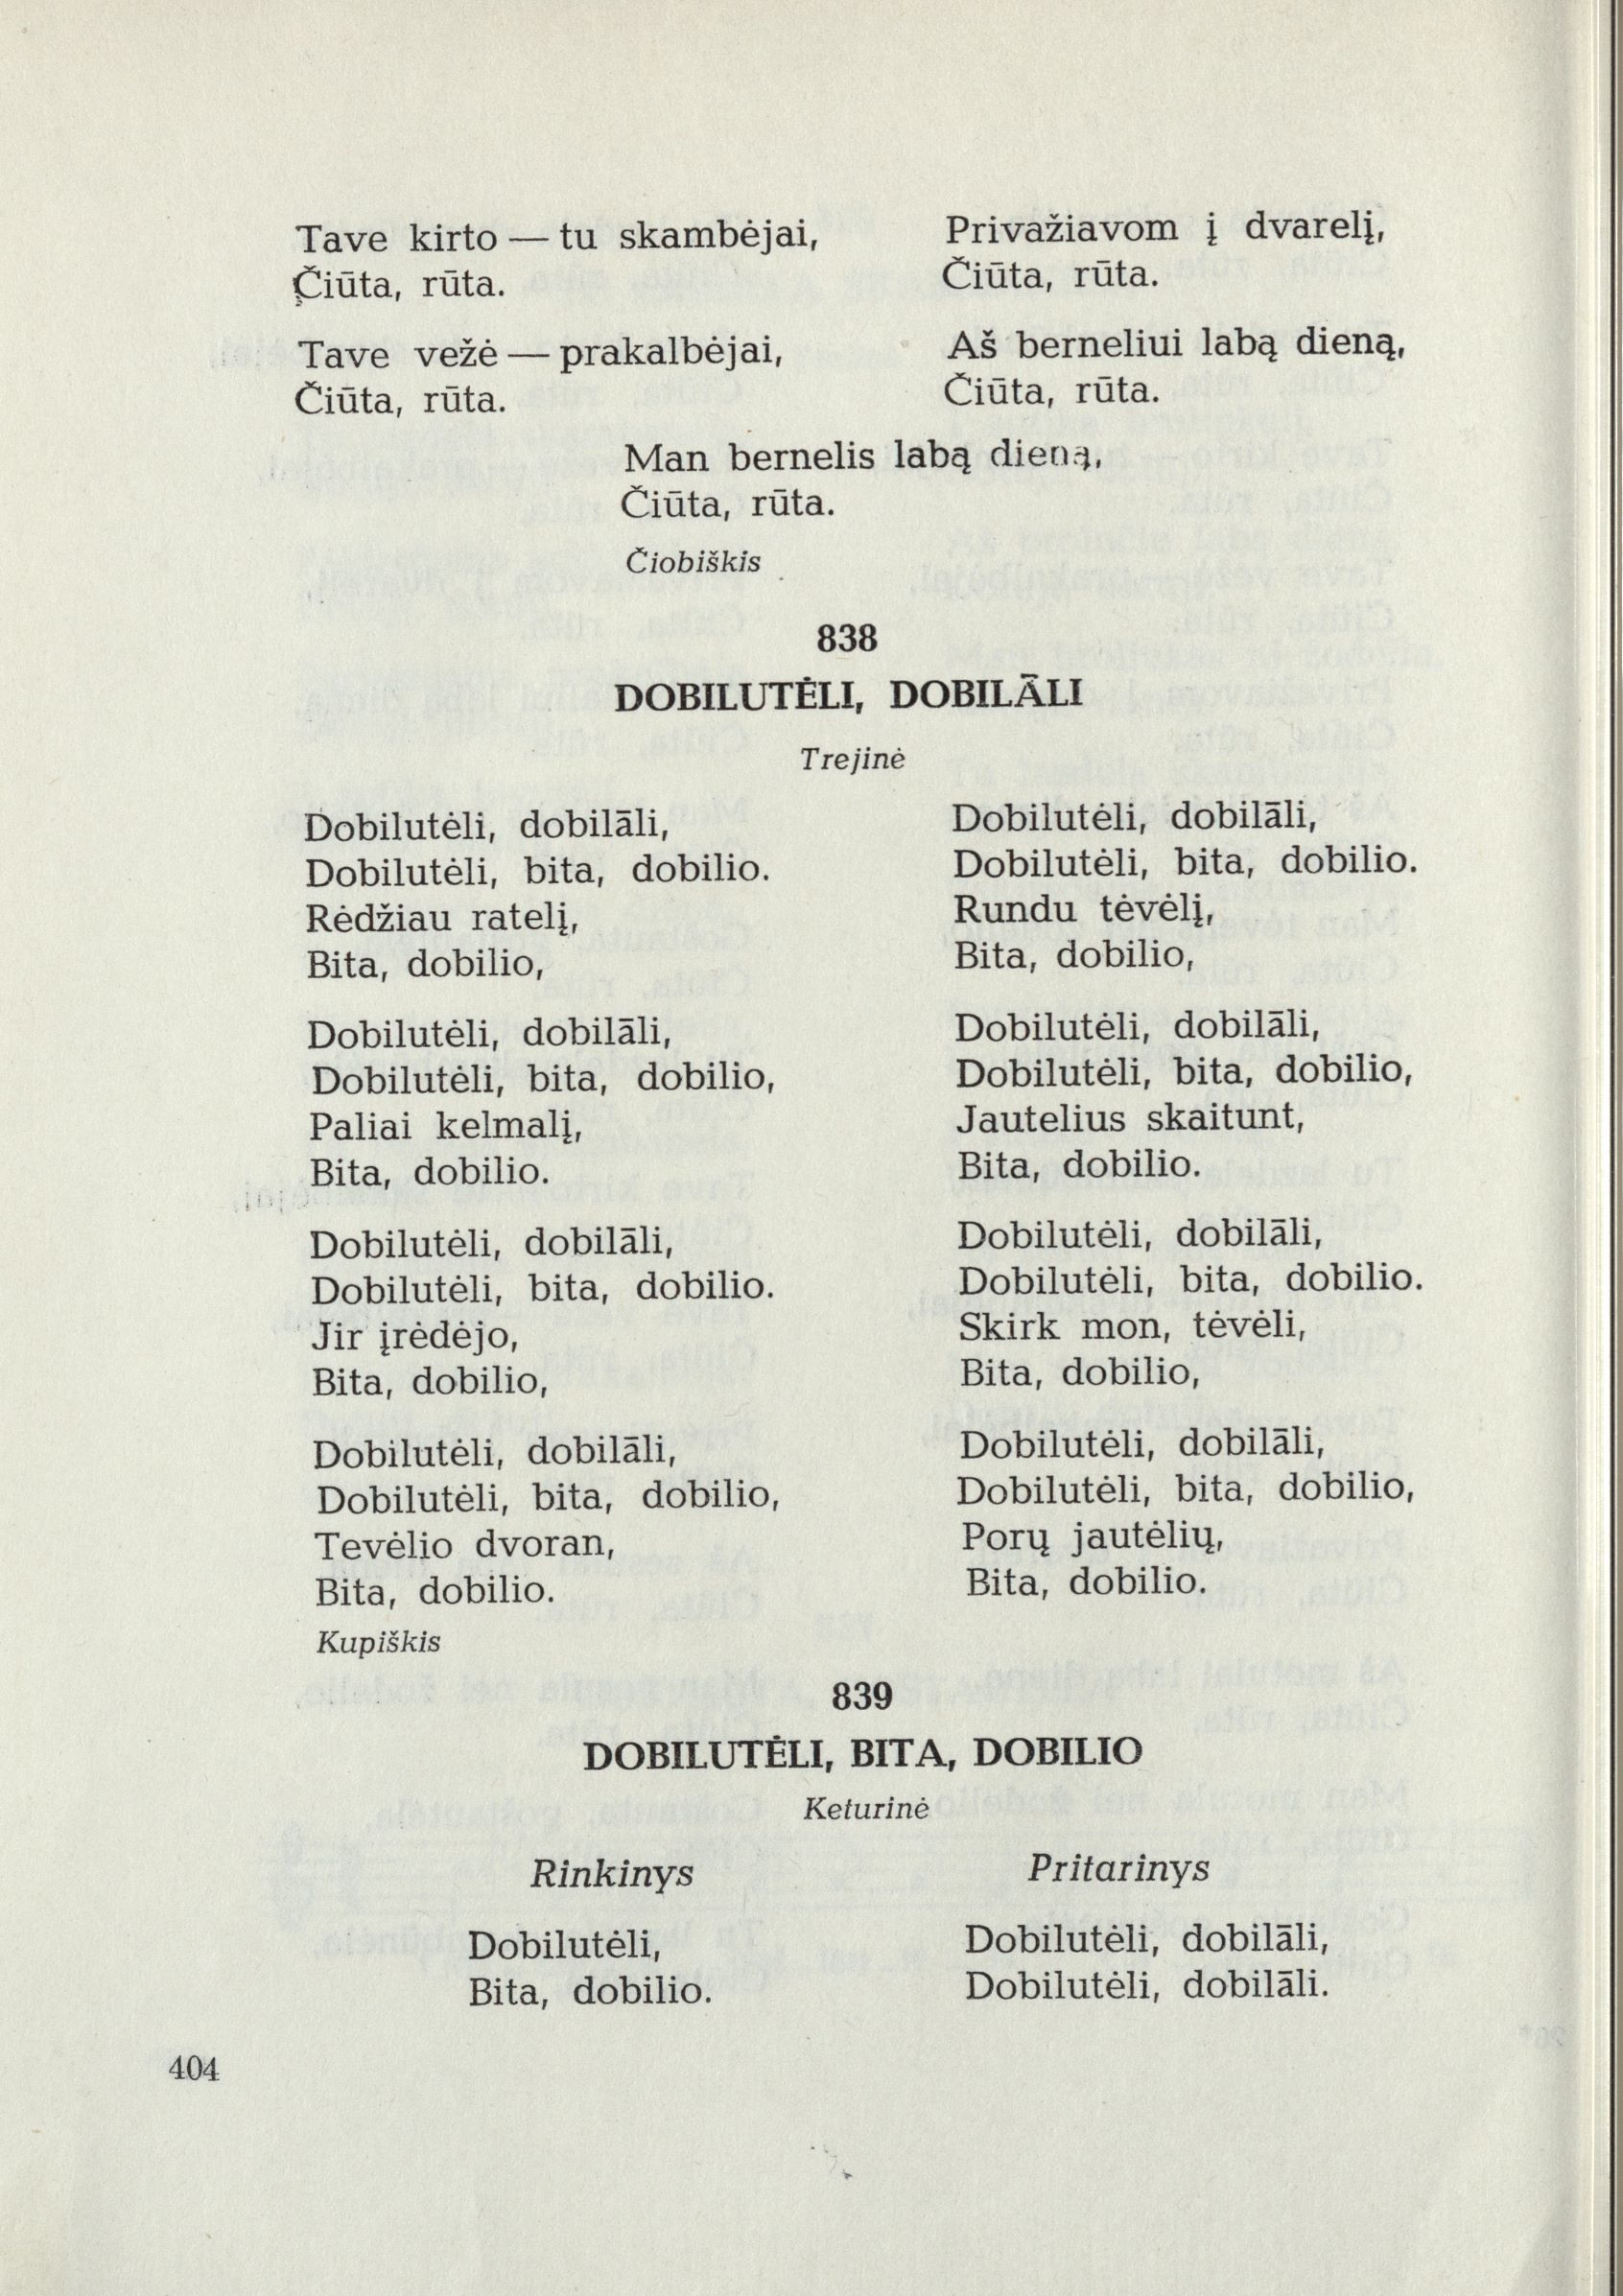 Tave kirto — tu skambėjai,
Čiūta, rūta.
Tave vežė — prakalbėjai,
Čiūta, rūta.
Privažiavom į dvarelį,
Čiūta, rūta.
Aš berneliui labą dieną,
Čiūta, rūta.
Man bernelis labą dieną,
Čiūta, rūta.
Čiobiškis
838
DOBILUTĖLI, DOBILĀLI
Trejinė
Dobilutėli, dobilāli,
Dobilutėli, bita, dobilio.
Rėdžiau ratelį,
Bita, dobilio,
Dobilutėli, dobilāli,
Dobilutėli, bita, dobilio,
Paliai kelmalį,
Bita, dobilio.
Dobilutėli, dobilāli,
Dobilutėli, bita, dobilio.
Jir įrėdėjo,
Bita, dobilio,
Dobilutėli, dobilāli,
Dobilutėli, bita, dobilio,
Tevėlio dvoran,
Bita, dobilio.
Kupiškis
Dobilutėli, dobilāli,
Dobilutėli, bita, dobilio.
Rundu tėvėlį,
Bita, dobilio,
Dobilutėli, dobilāli,
Dobilutėli, bita, dobilio,
Jautelius skaitunt,
Bita, dobilio.
Dobilutėli, dobilāli,
Dobilutėli, bita, dobilio.
Skirk mon, tėvėli,
Bita, dobilio,
Dobilutėli, dobilāli,
Dobilutėli, bita, dobilio,
Porų jautėlių,
Bita, dobilio.
839
DOBILUTĖLI, BITA, DOBILIO
Keturinė
Rinkinys
Dobilutėli,
Bita, dobilio.
Pritarinys
Dobilutėli, dobilāli,
Dobilutėli, dobilāli.
404